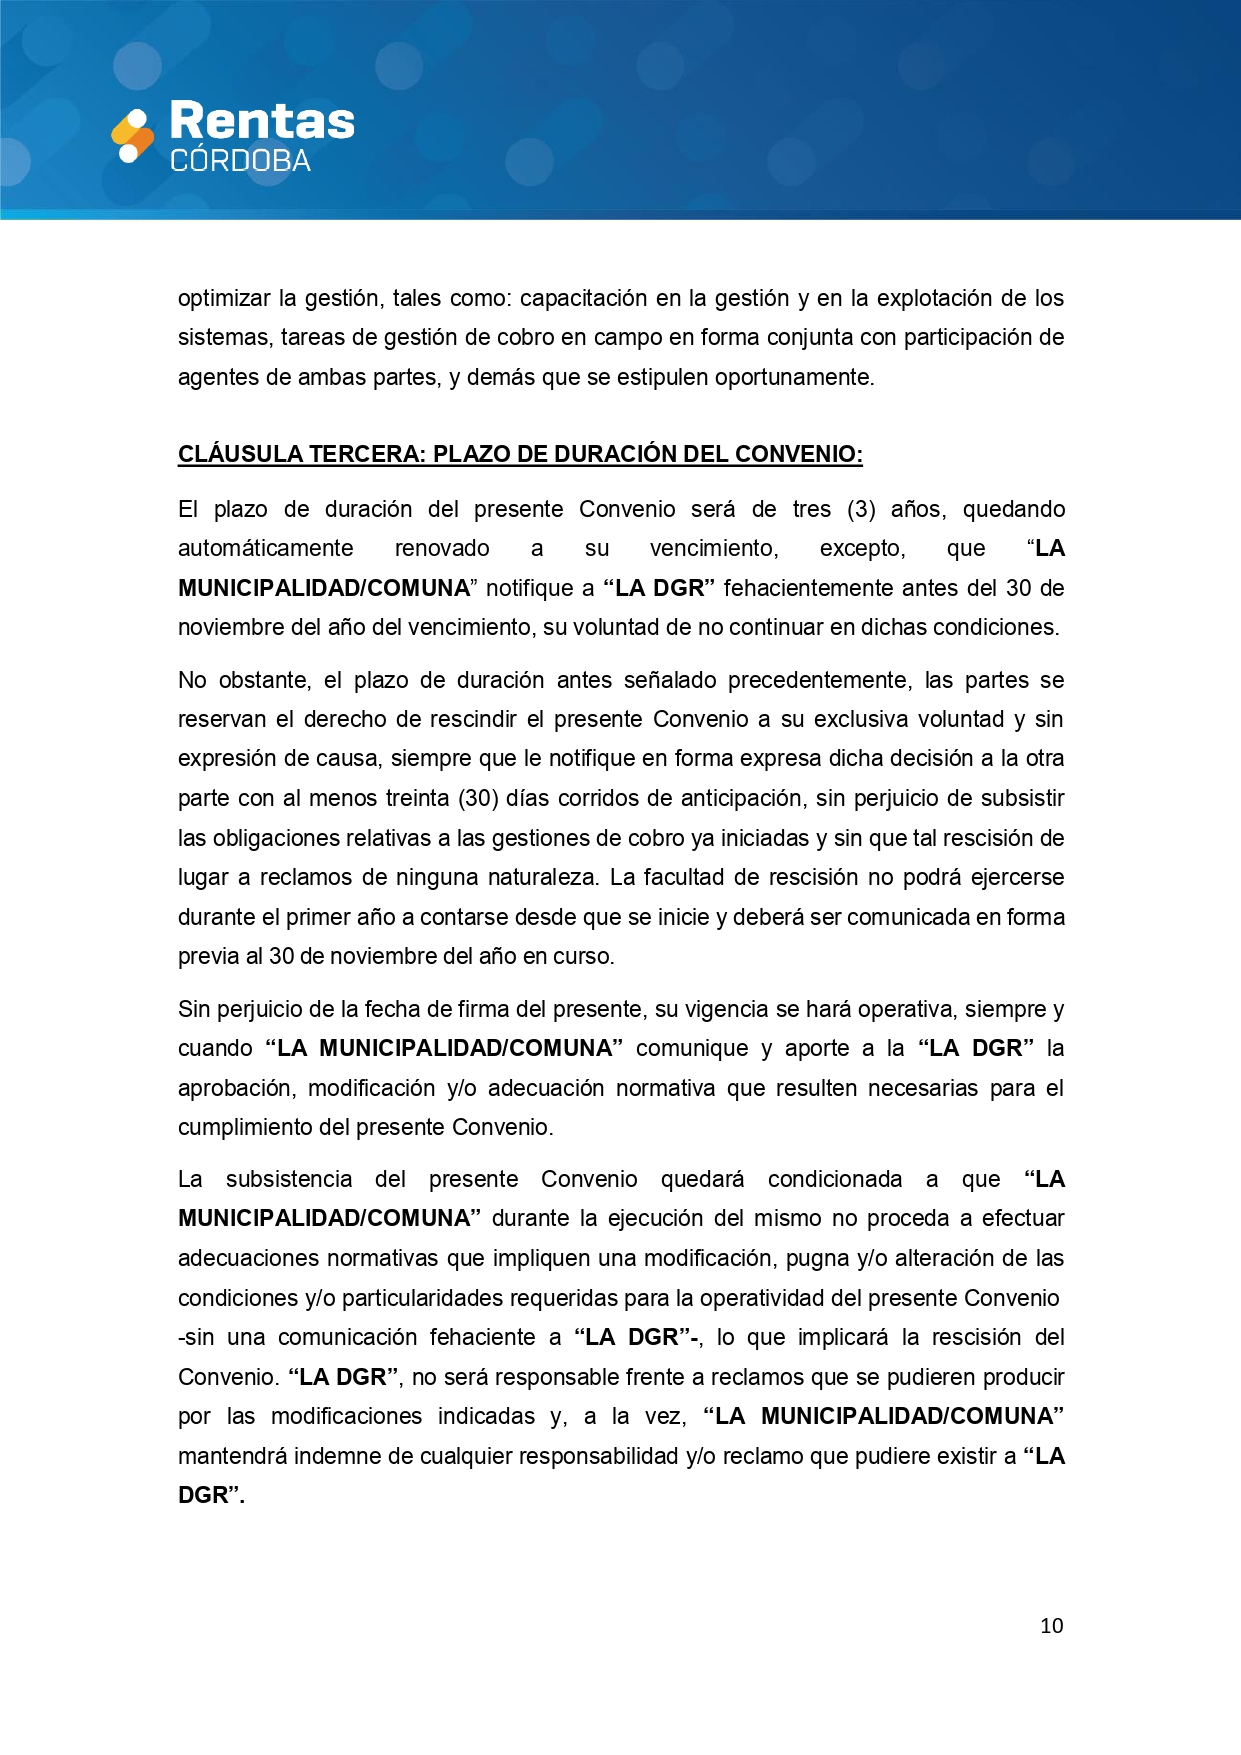 Rentas
CÓRDOBA
optimizar la gestión, tales como: capacitación en la gestión y en la explotación de los
sistemas, tareas de gestión de cobro en campo en forma conjunta con participación de
agentes de ambas partes, y demás que se estipulen oportunamente.
CLÁUSULA TERCERA: PLAZO DE DURACIÓN DEL CONVENIO:
El plazo de duración del presente Convenio será de tres (3) años, quedando
automáticamente renovado a su vencimiento, excepto, que “LA
MUNICIPALIDAD/COMUNA” notifique a “LA DGR” fehacientemente antes del 30 de
noviembre del año del vencimiento, su voluntad de no continuar en dichas condiciones.
No obstante, el plazo de duración antes señalado precedentemente, las partes se
reservan el derecho de rescindir el presente Convenio a su exclusiva voluntad y sin
expresión de causa, siempre que le notifique en forma expresa dicha decisión a la otra
parte con al menos treinta (30) días corridos de anticipación, sin perjuicio de subsistir
las obligaciones relativas a las gestiones de cobro ya iniciadas y sin que tal rescisión de
lugar a reclamos de ninguna naturaleza. La facultad de rescisión no podrá ejercerse
durante el primer año a contarse desde que se inicie y deberá ser comunicada en forma
previa al 30 de noviembre del año en curso.
Sin perjuicio de la fecha de firma del presente, su vigencia se hará operativa, siempre y
cuando “LA MUNICIPALIDAD/COMUNA” comunique y aporte a la “LA DGR” la
aprobación, modificación y/o adecuación normativa que resulten necesarias para el
cumplimiento del presente Convenio.
La subsistencia del presente Convenio quedará condicionada a que “LA
MUNICIPALIDAD/COMUNA” durante la ejecución del mismo no proceda a efectuar
adecuaciones normativas que impliquen una modificación, pugna y/o alteración de las
condiciones y/o particularidades requeridas para la operatividad del presente Convenio
-sin una comunicación fehaciente a “LA DGR”-, lo que implicará la rescisión del
Convenio. “LA DGR”, no será responsable frente a reclamos que se pudieren producir
por las modificaciones indicadas y, a la vez, “LA MUNICIPALIDAD/COMUNA”
mantendrá indemne de cualquier responsabilidad y/o reclamo que pudiere existir a “LA
DGR”.
10